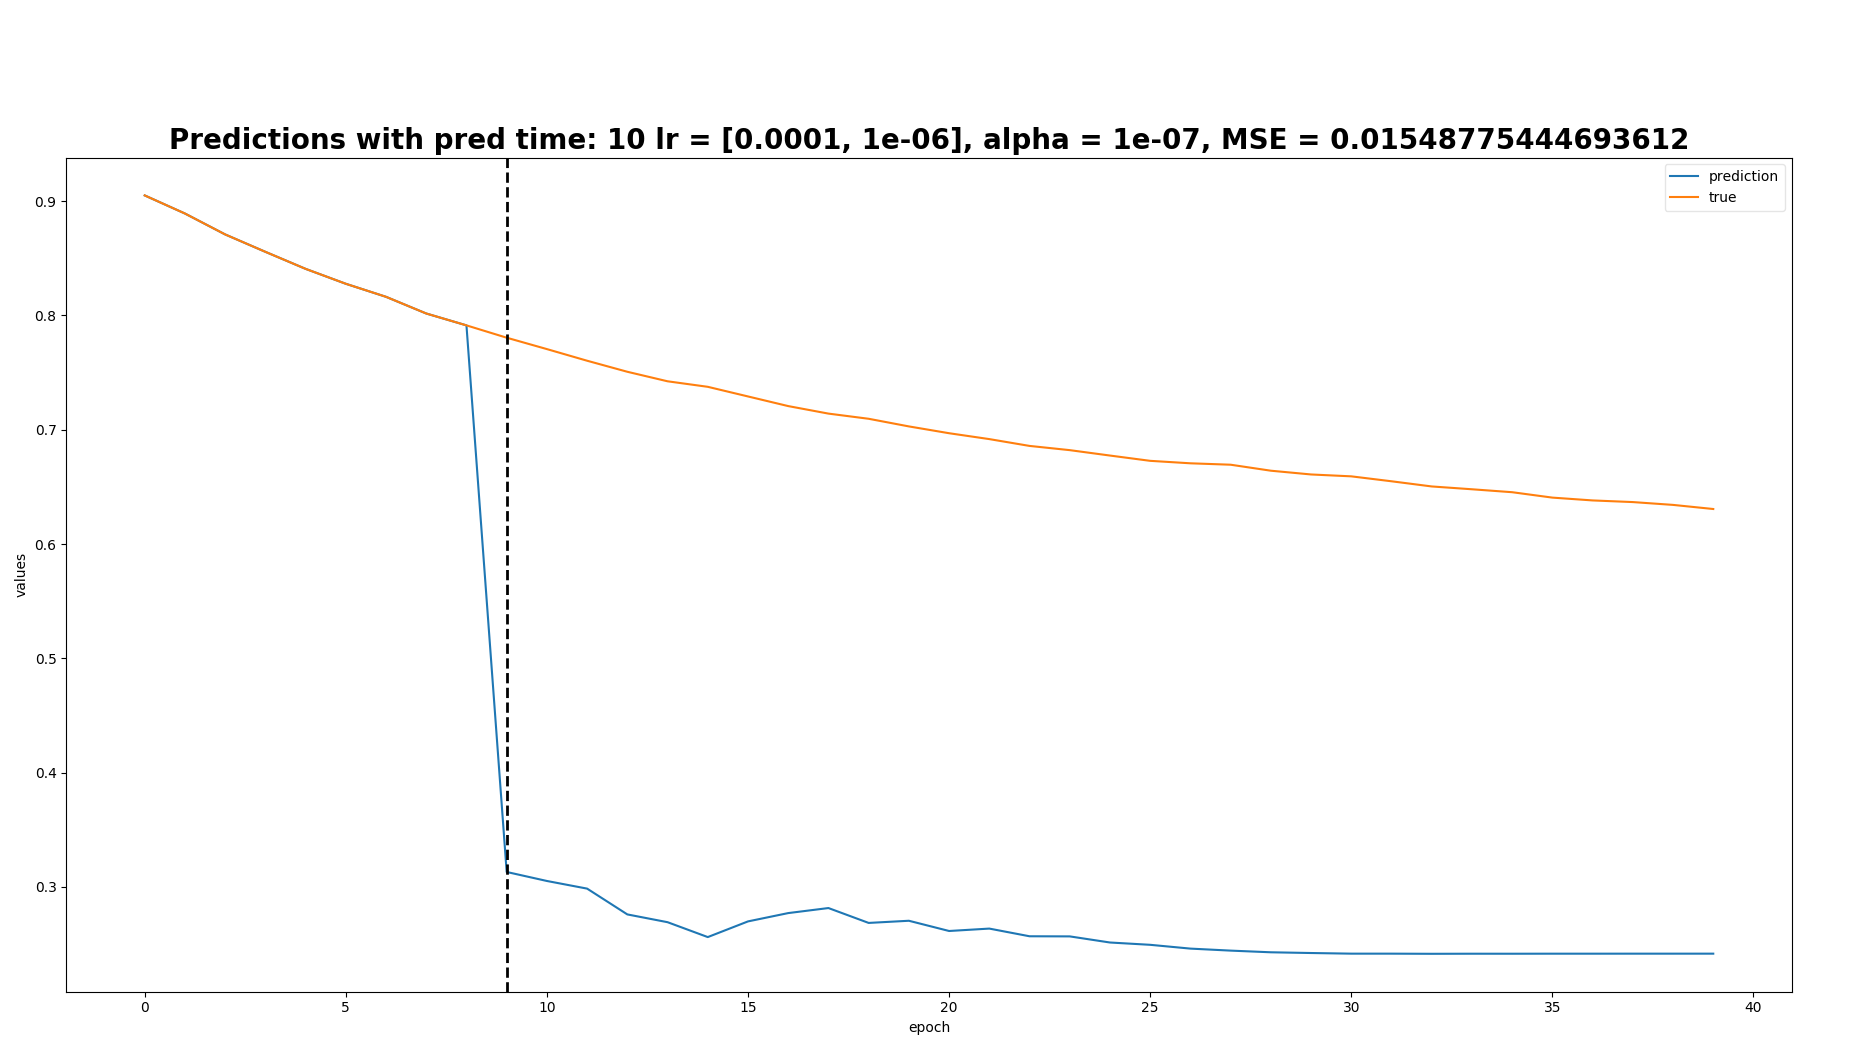 Predictions with pred time: 10 lr = [0.0001, 1e-06], alpha = 1e-07, MSE = 0.01548775444693612
prediction
true
0.9
0.8
0.7
0.6
0.5
0.4
0.3
values
0 5 10 15 20 25 30 35 40
epoch